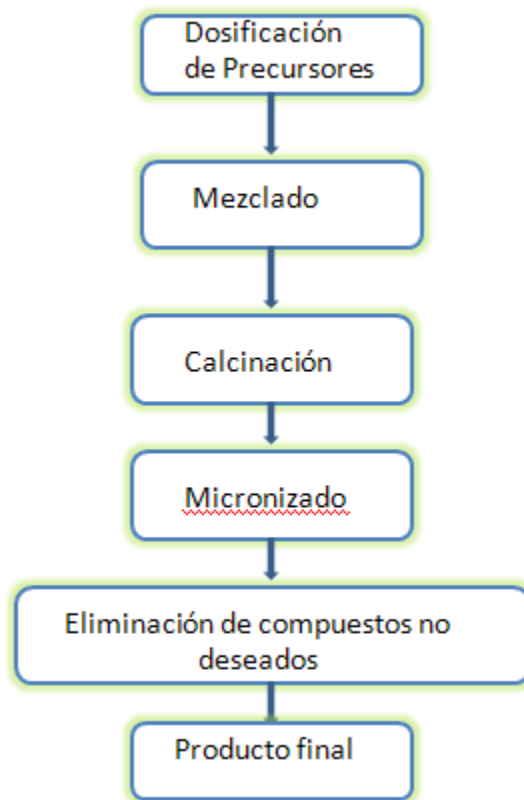 Dosificación
de Precursores
Mezclado
Calcinación
Micronizado
Eliminación de compuestos no
deseados
Producto final